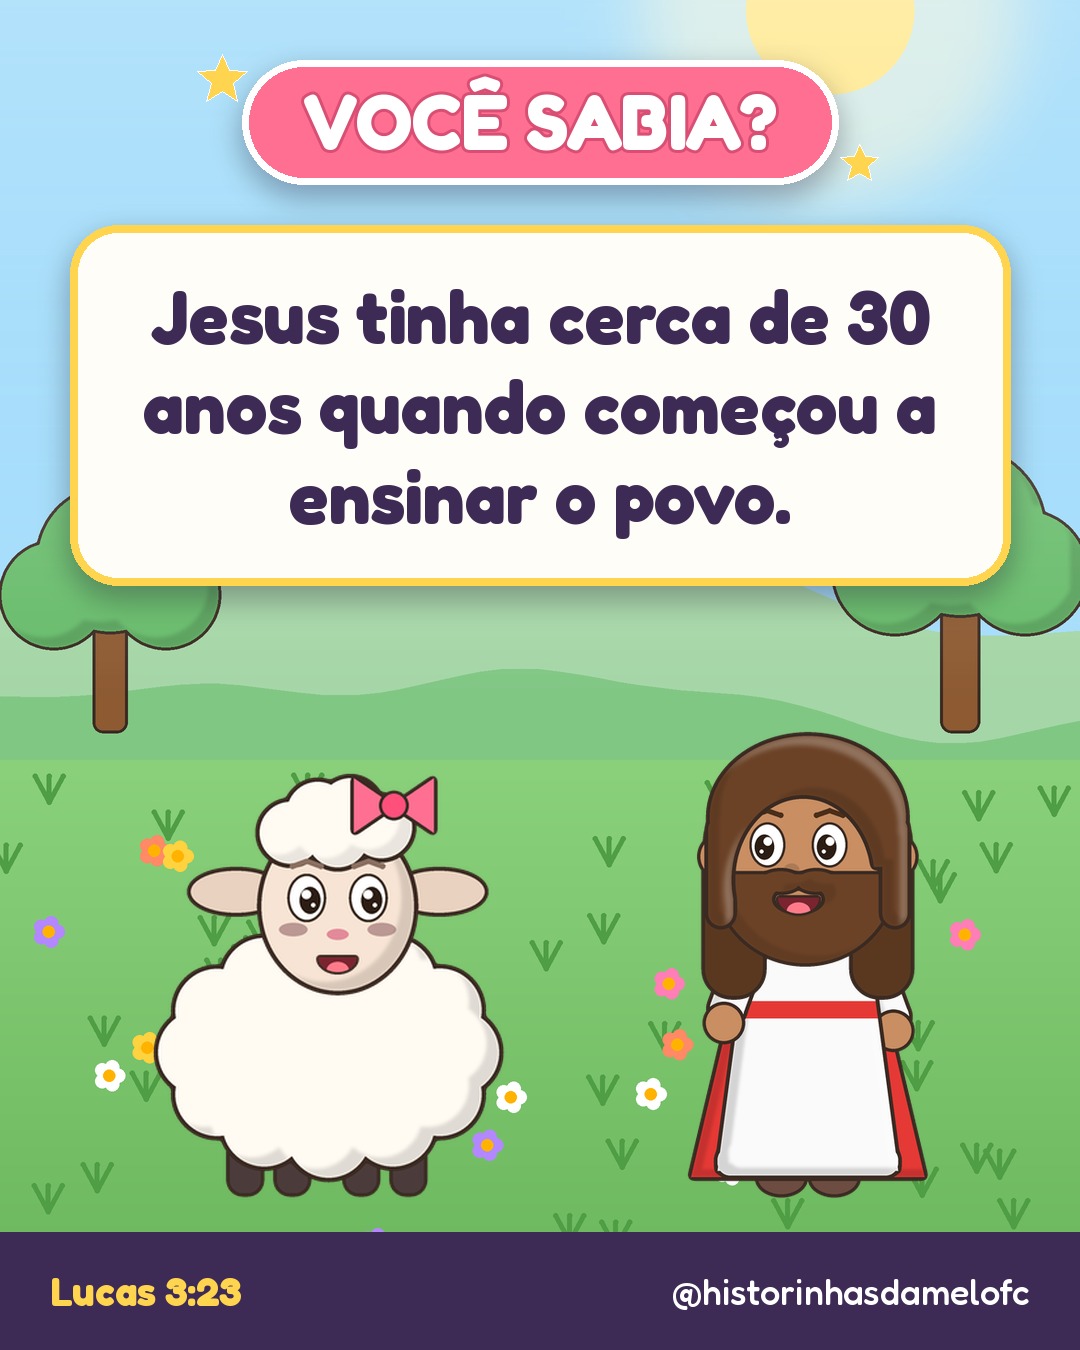 VOCÊ SABIA?
Jesus tinha cerca de 30
anos quando começou a
ensinar o povo.
Lucas 3:23
@historinhasdamelofc